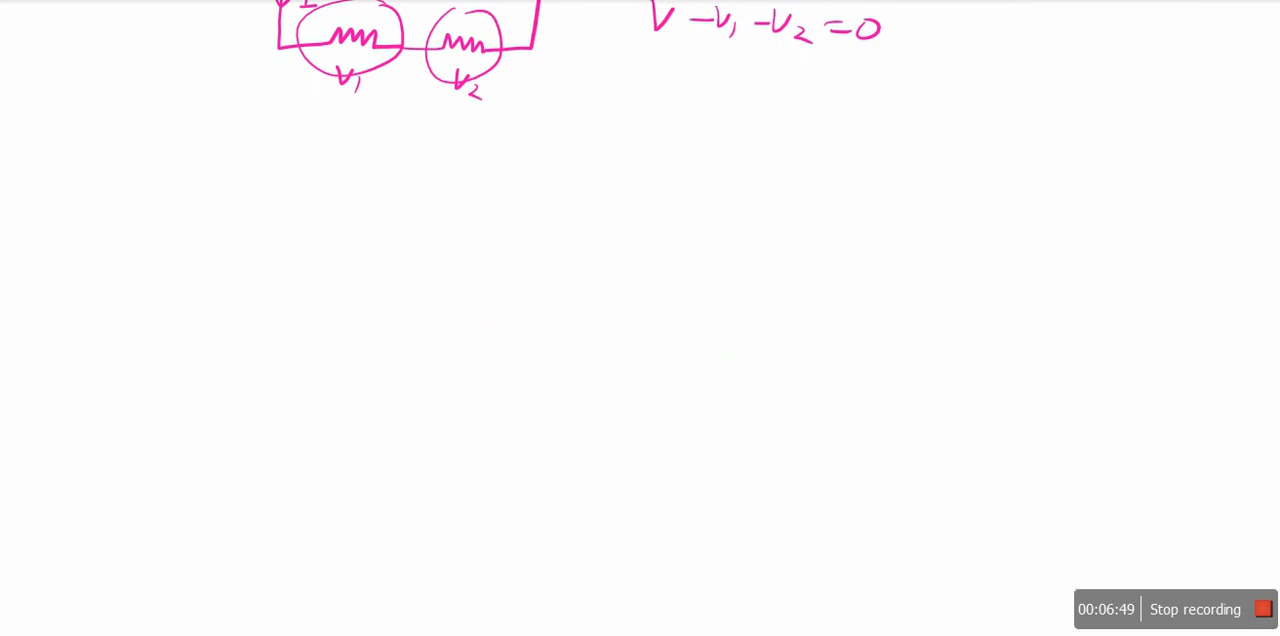 I
V - V₁ - V₂ = 0
V₁ V₂
00:06:49 Stop recording